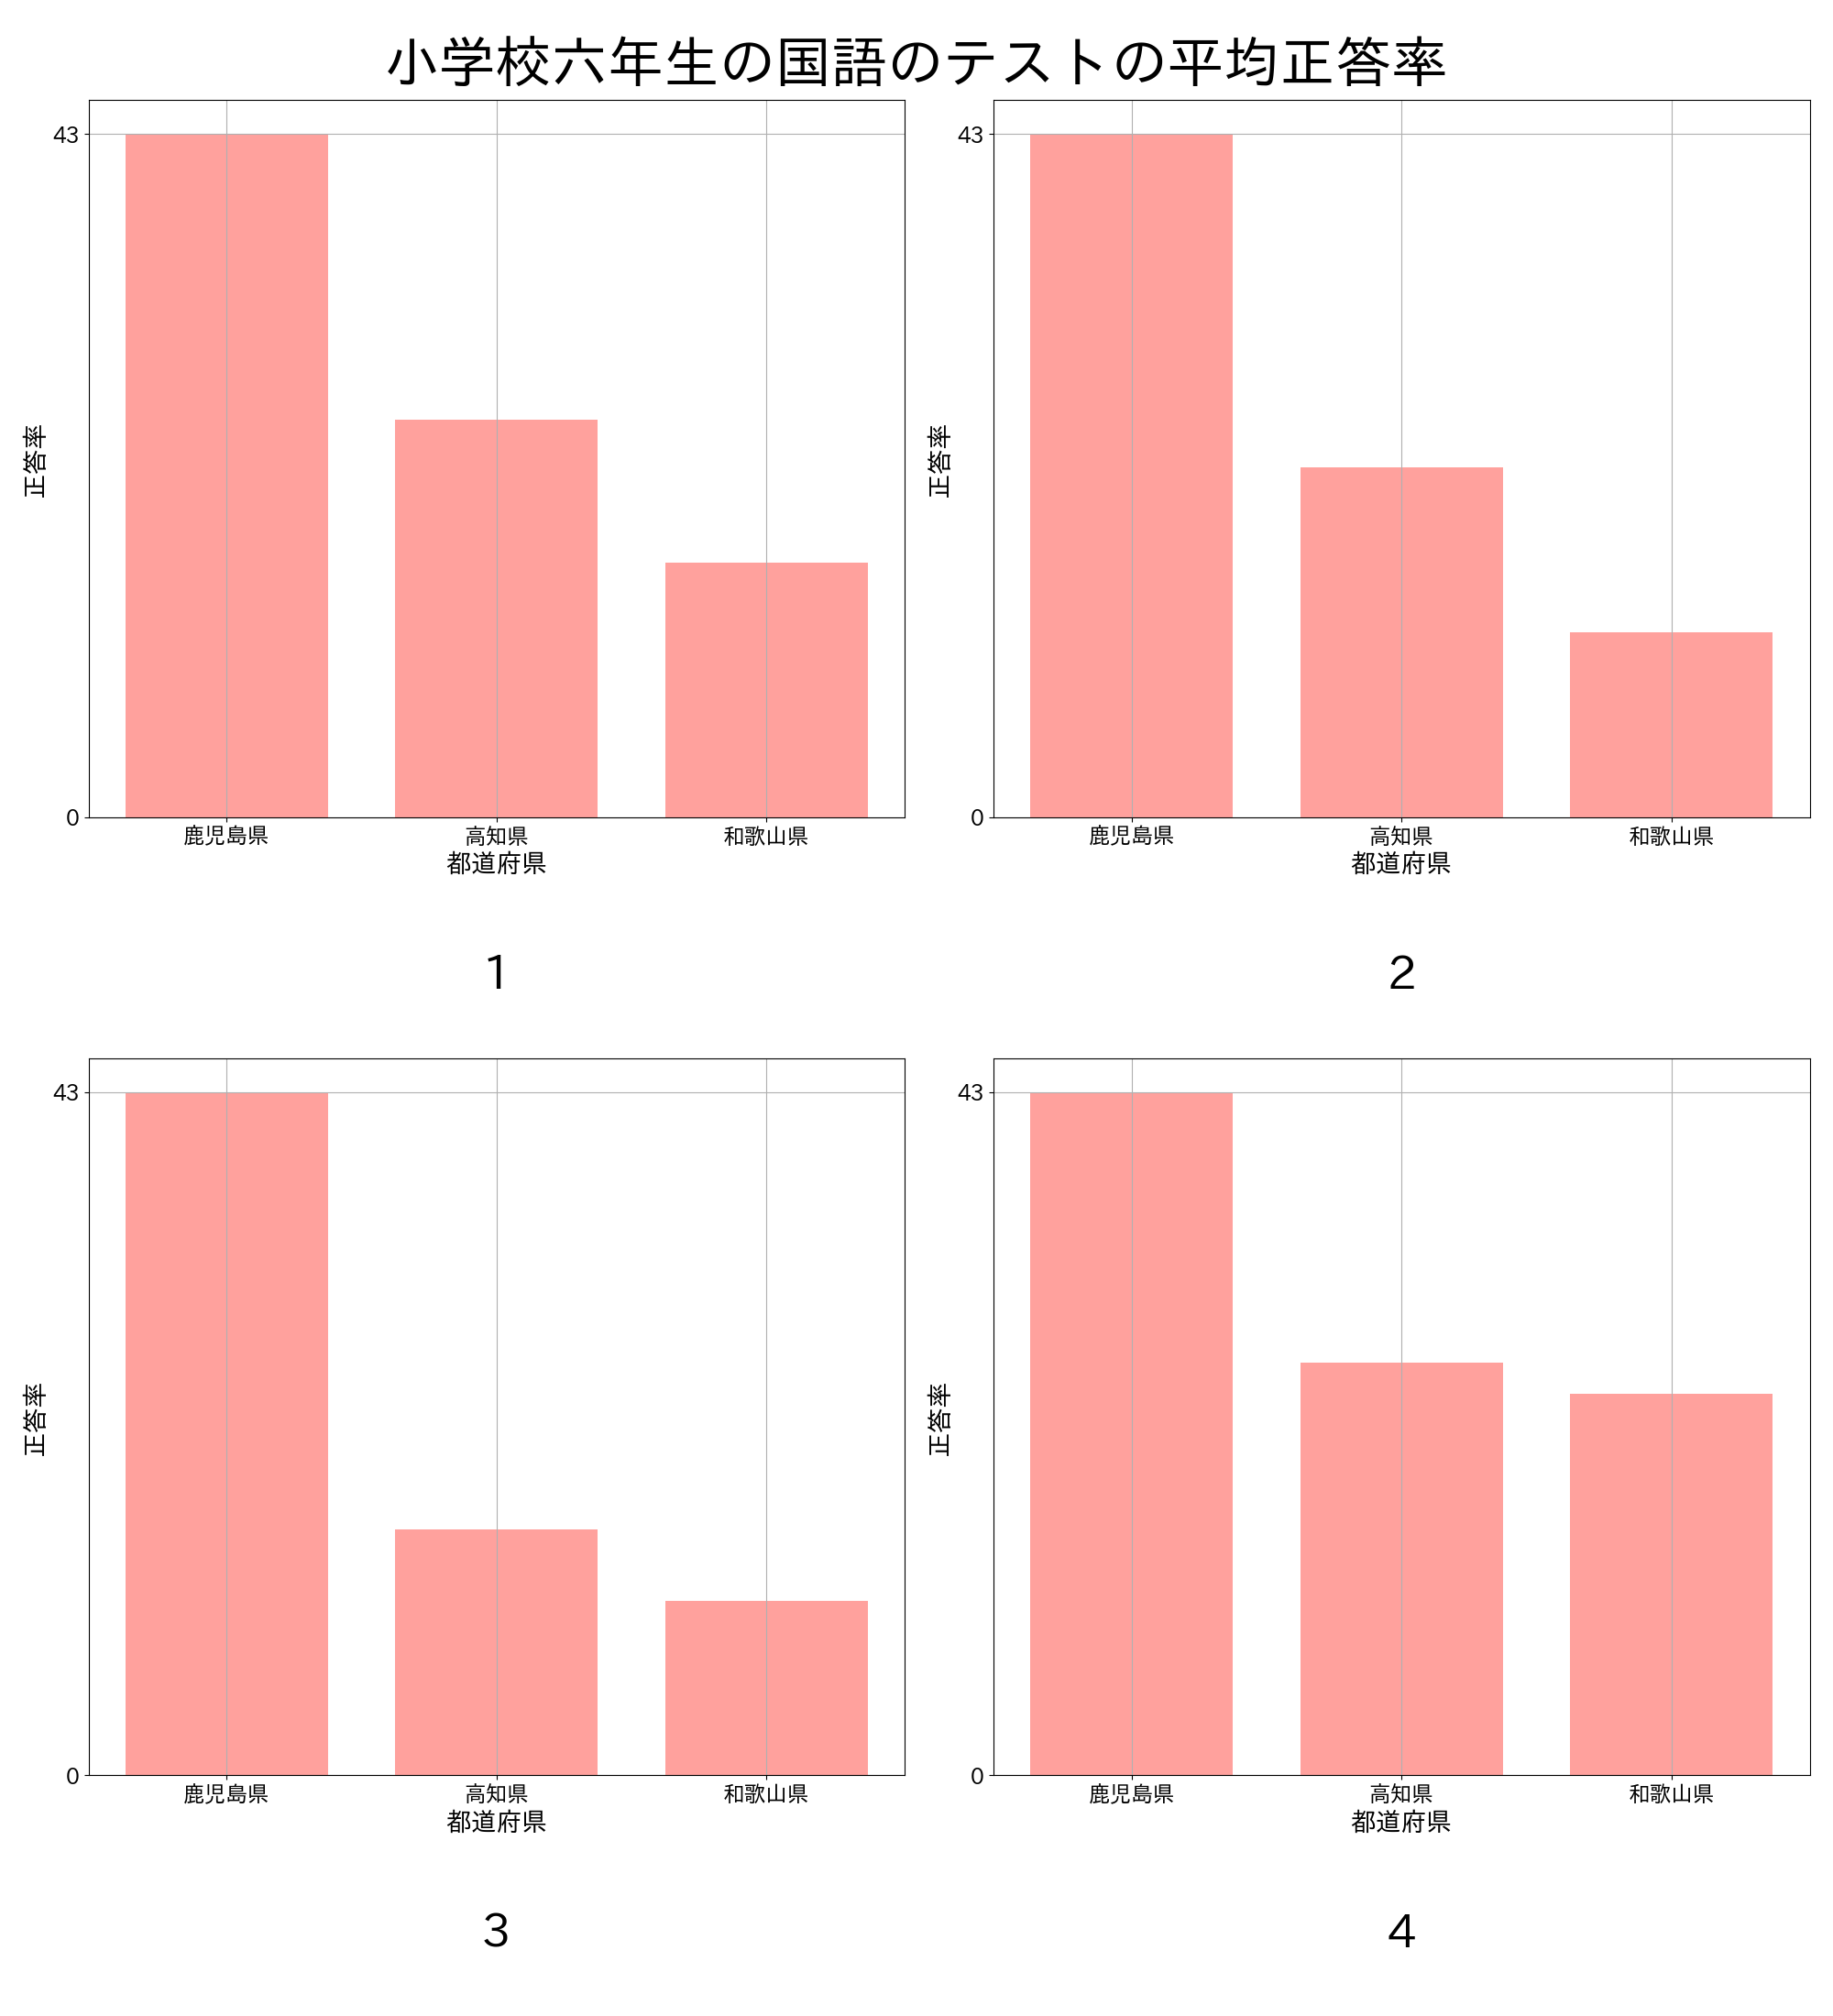 小学校六年生の国語のテストの平均正答率
43
正答率
0
鹿児島県 高知県 和歌山県
都道府県
1
43
正答率
0
鹿児島県 高知県 和歌山県
都道府県
2
43
正答率
0
鹿児島県 高知県 和歌山県
都道府県
3
43
正答率
0
鹿児島県 高知県 和歌山県
都道府県
4